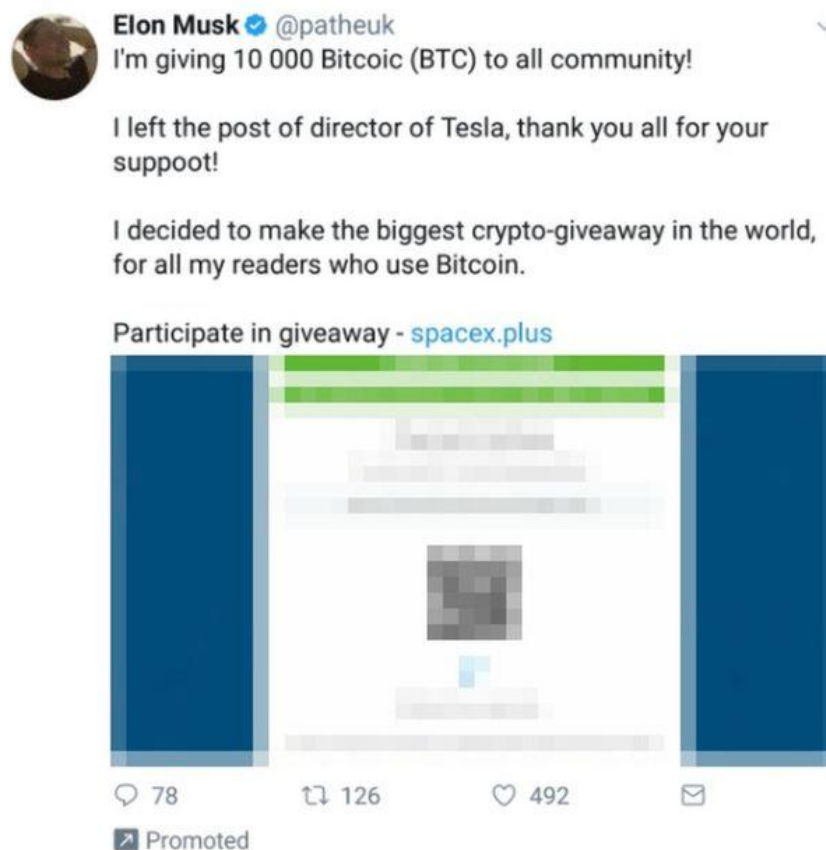 Elon Musk @patheuk
I'm giving 10 000 Bitcoic (BTC) to all community!
I left the post of director of Tesla, thank you all for your
suppoot!
I decided to make the biggest crypto-giveaway in the world,
for all my readers who use Bitcoin.
Participate in giveaway - spacex.plus
78 126 492
Promoted